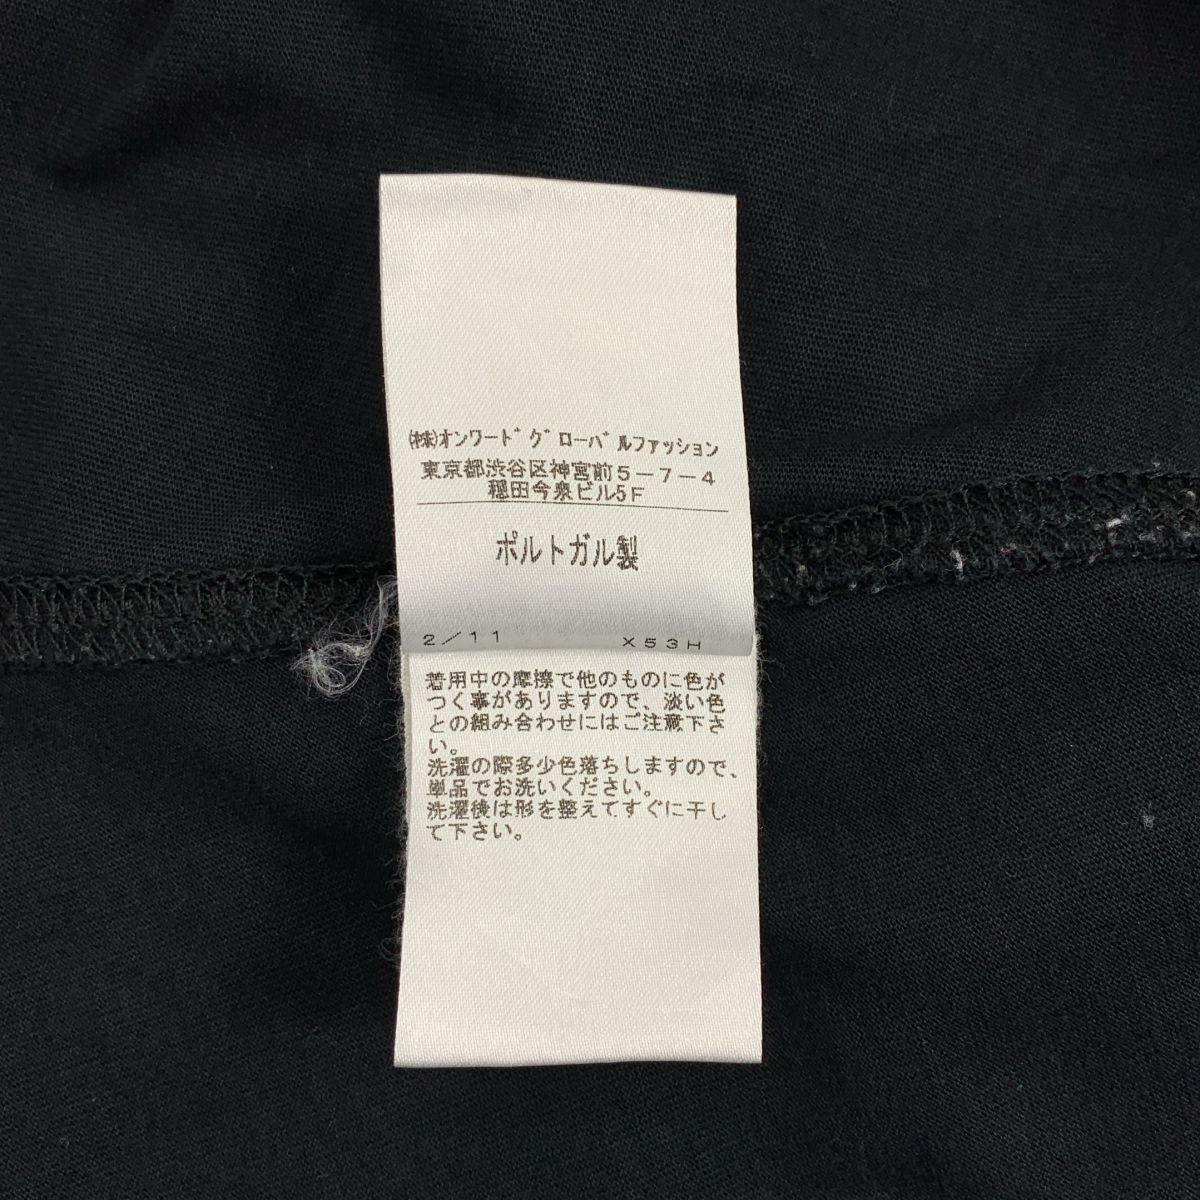 ㈱オンワードグローバルファッション
東京都渋谷区神宮前5-7-4
穏田今泉ビル5F
ポルトガル製
2/11 X53H
着用中の摩擦で他のものに色が
つく事がありますので、淡い色
との組み合わせにはご注意下さ
い。
洗濯の際多少色落ちしますので、
単品でお洗いください。
洗濯後は形を整えてすぐに干し
て下さい。